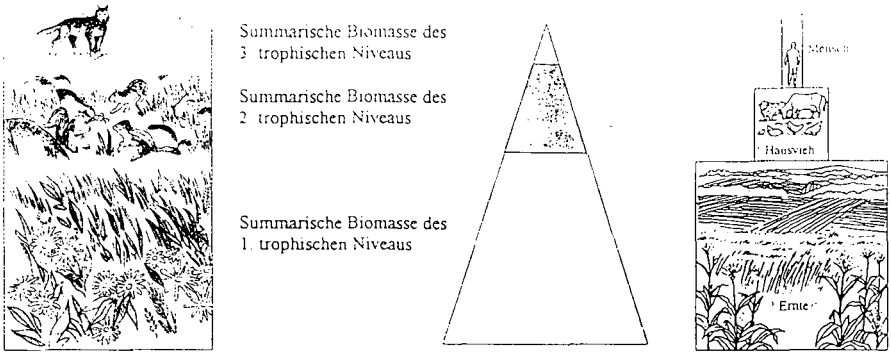 Summarische Biomasse des
3. trophischen Niveaus
Summarische Biomasse des
2. trophischen Niveaus
Summarische Biomasse des
1. trophischen Niveaus
Mensch
Hausvieh
Ernte